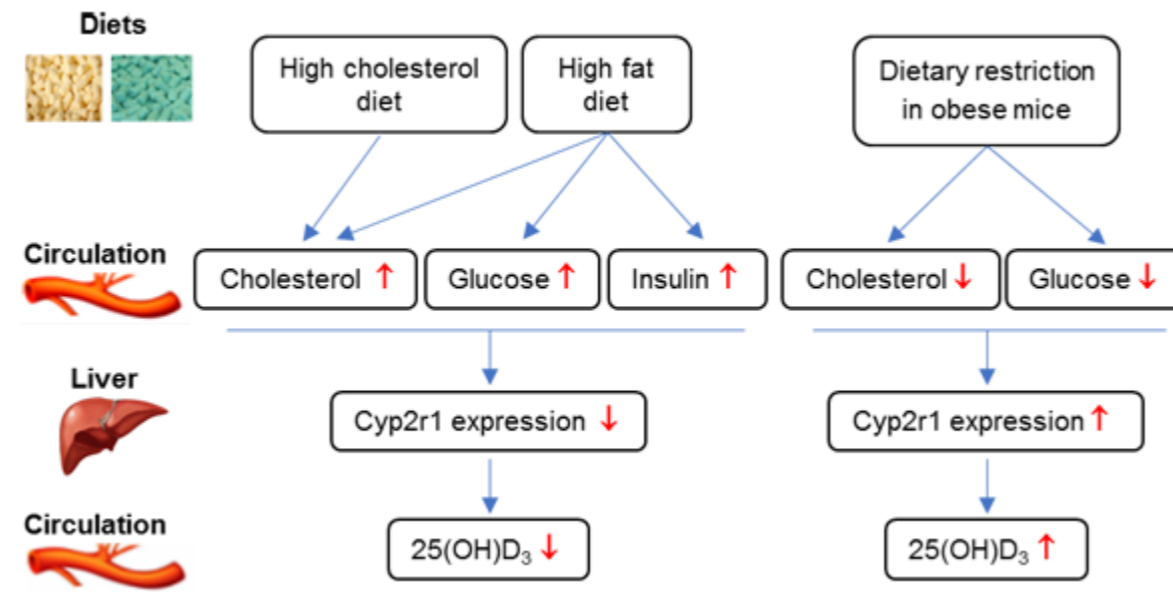 Diets
High cholesterol
diet
High fat
diet
Dietary restriction
in obese mice
Circulation
Cholesterol ↑
Glucose ↑
Insulin ↑
Cholesterol ↓
Glucose ↓
Liver
Cyp2r1 expression ↓
Cyp2r1 expression ↑
Circulation
25(OH)D₃ ↓
25(OH)D₃ ↑